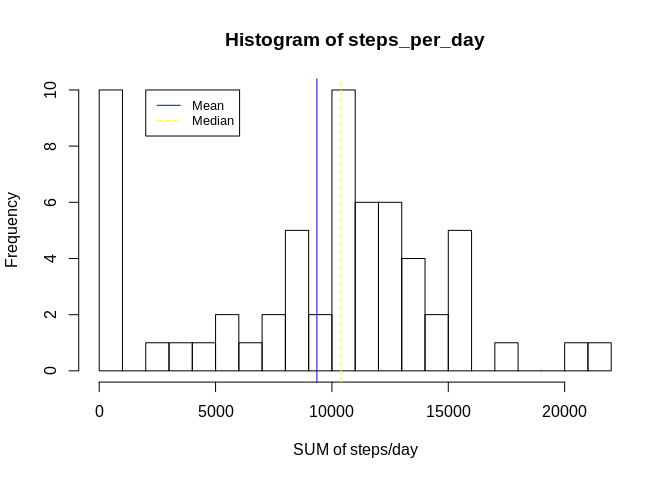 Histogram of steps_per_day
Mean
Median
Frequency
10
8
6
4
2
0
0 5000 10000 15000 20000
SUM of steps/day